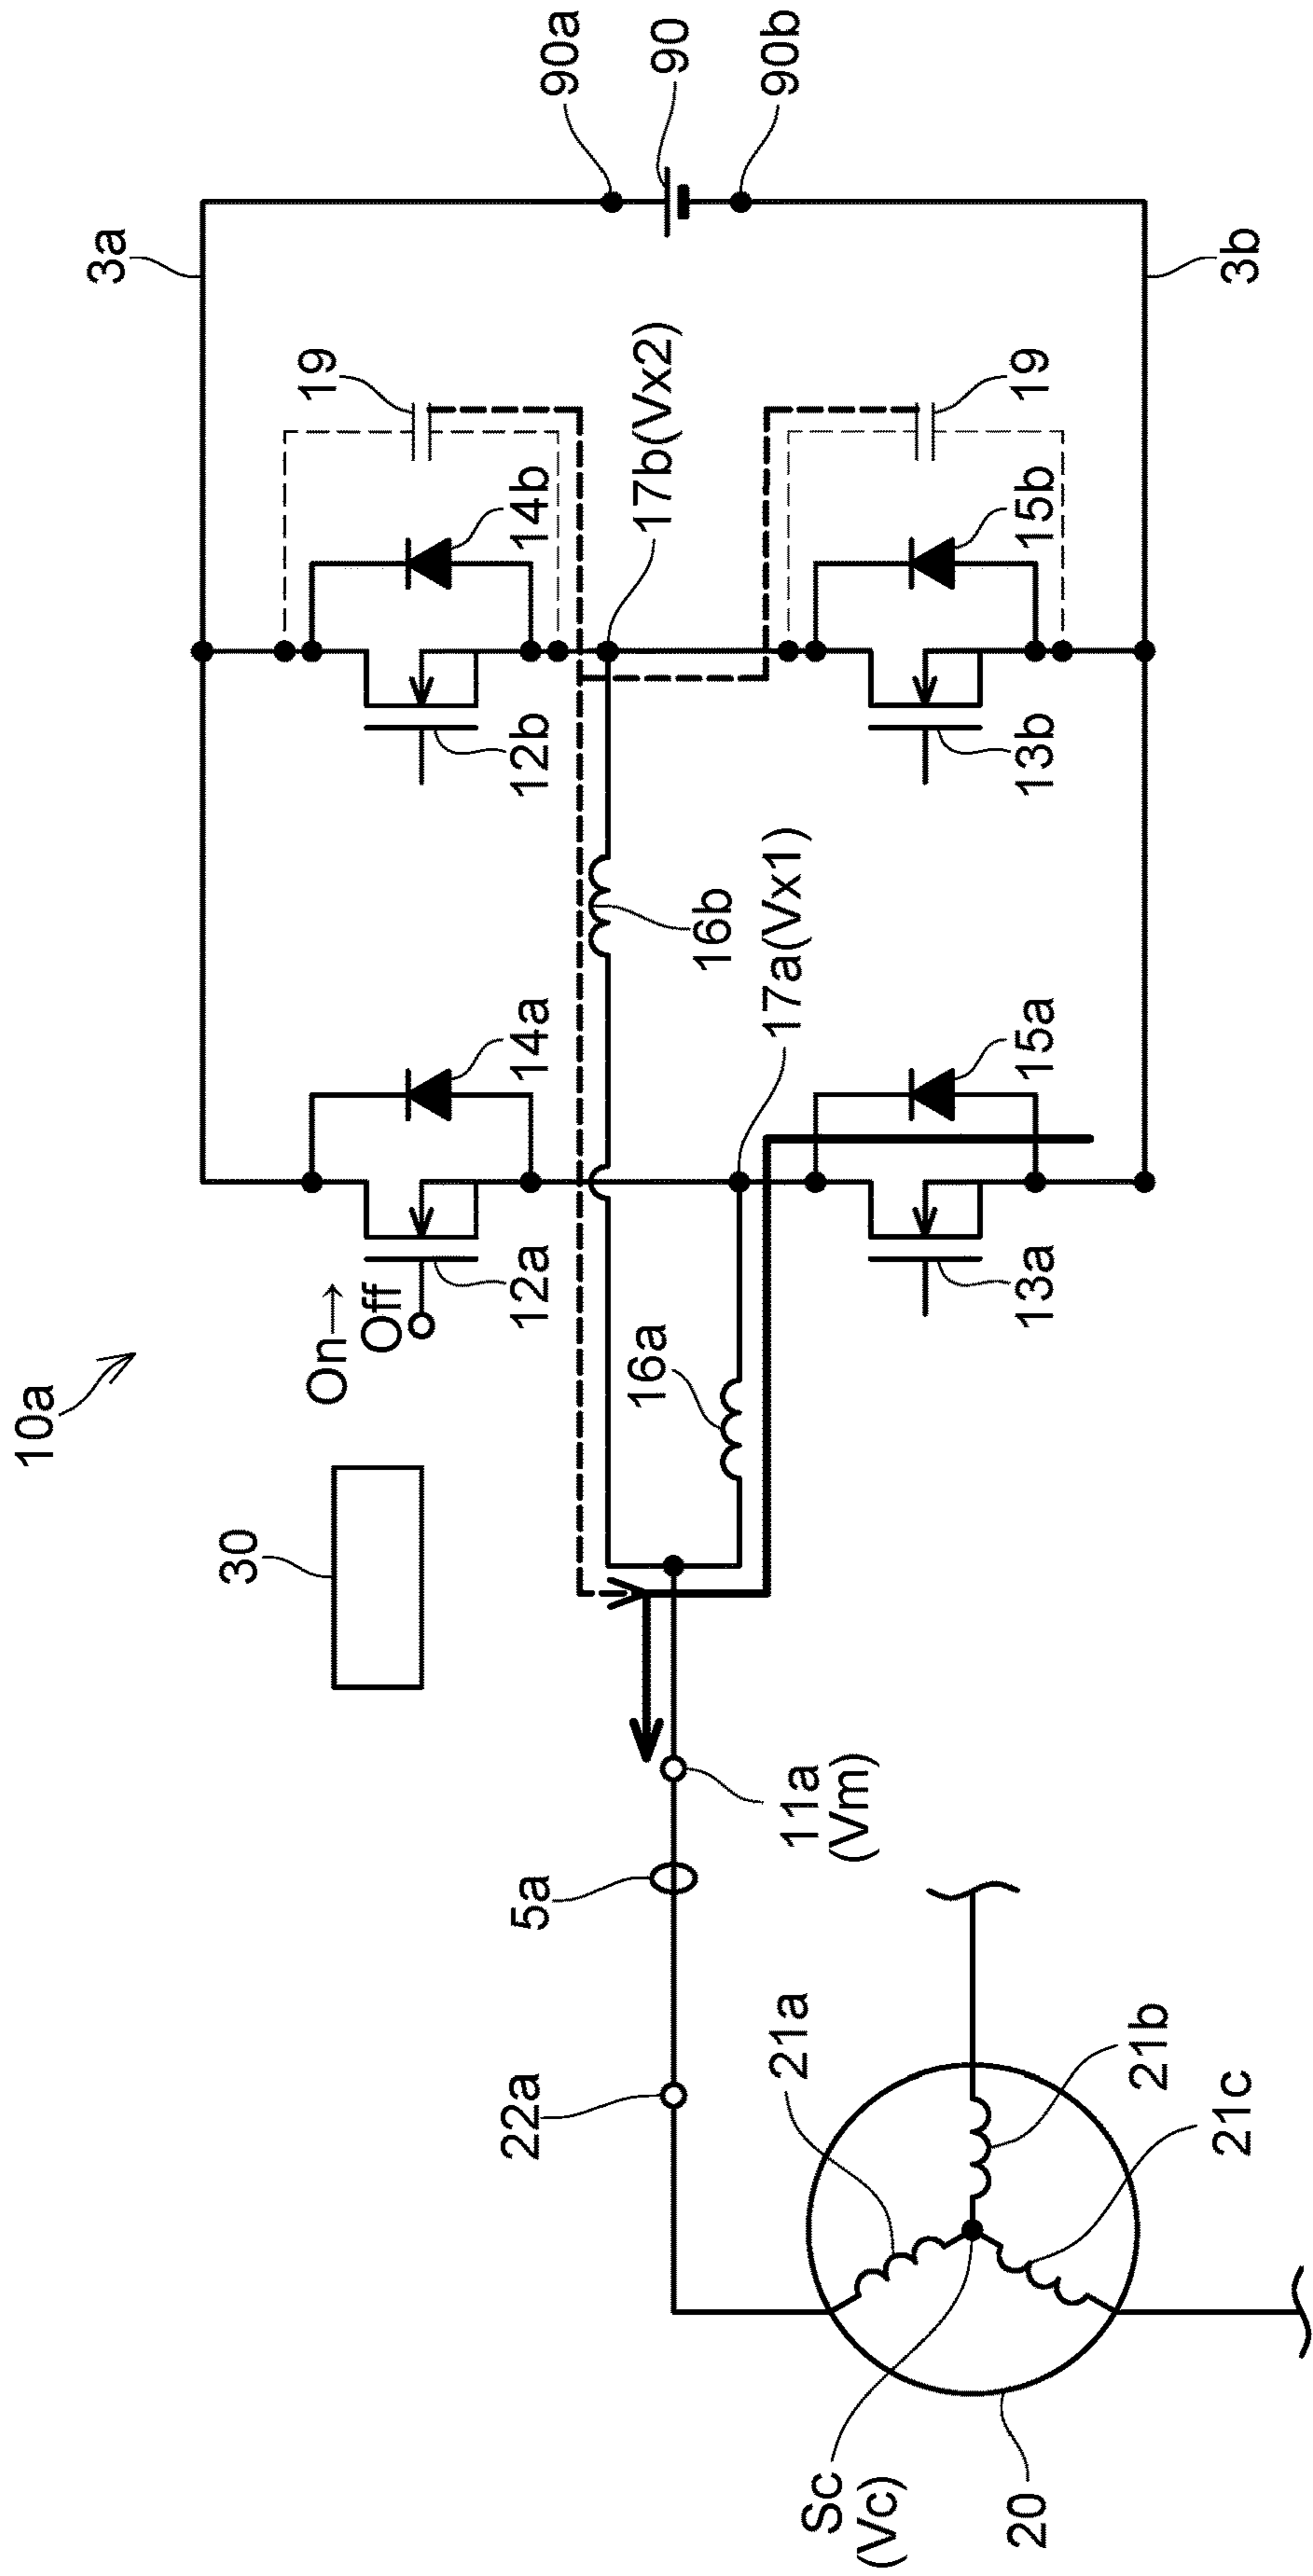 10a
30
On→
Off
12a
14a
12b
14b
19
3a
90a
90
90b
3b
19
17b(Vx2)
16b
17a(Vx1)
16a
13a
15a
13b
15b
11a
(Vm)
5a
22a
21a
21b
21c
Sc
(Vc)
20